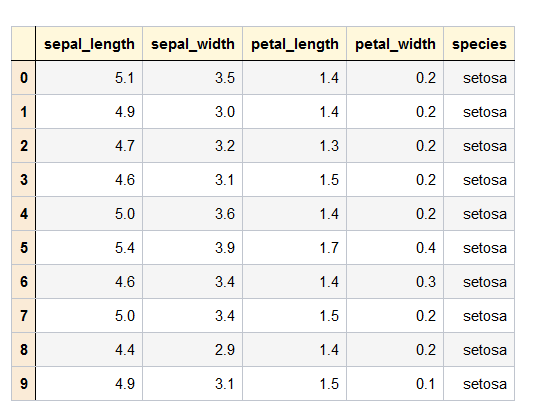 sepal_length sepal_width petal_length petal_width species
0 5.1 3.5 1.4 0.2 setosa
1 4.9 3.0 1.4 0.2 setosa
2 4.7 3.2 1.3 0.2 setosa
3 4.6 3.1 1.5 0.2 setosa
4 5.0 3.6 1.4 0.2 setosa
5 5.4 3.9 1.7 0.4 setosa
6 4.6 3.4 1.4 0.3 setosa
7 5.0 3.4 1.5 0.2 setosa
8 4.4 2.9 1.4 0.2 setosa
9 4.9 3.1 1.5 0.1 setosa